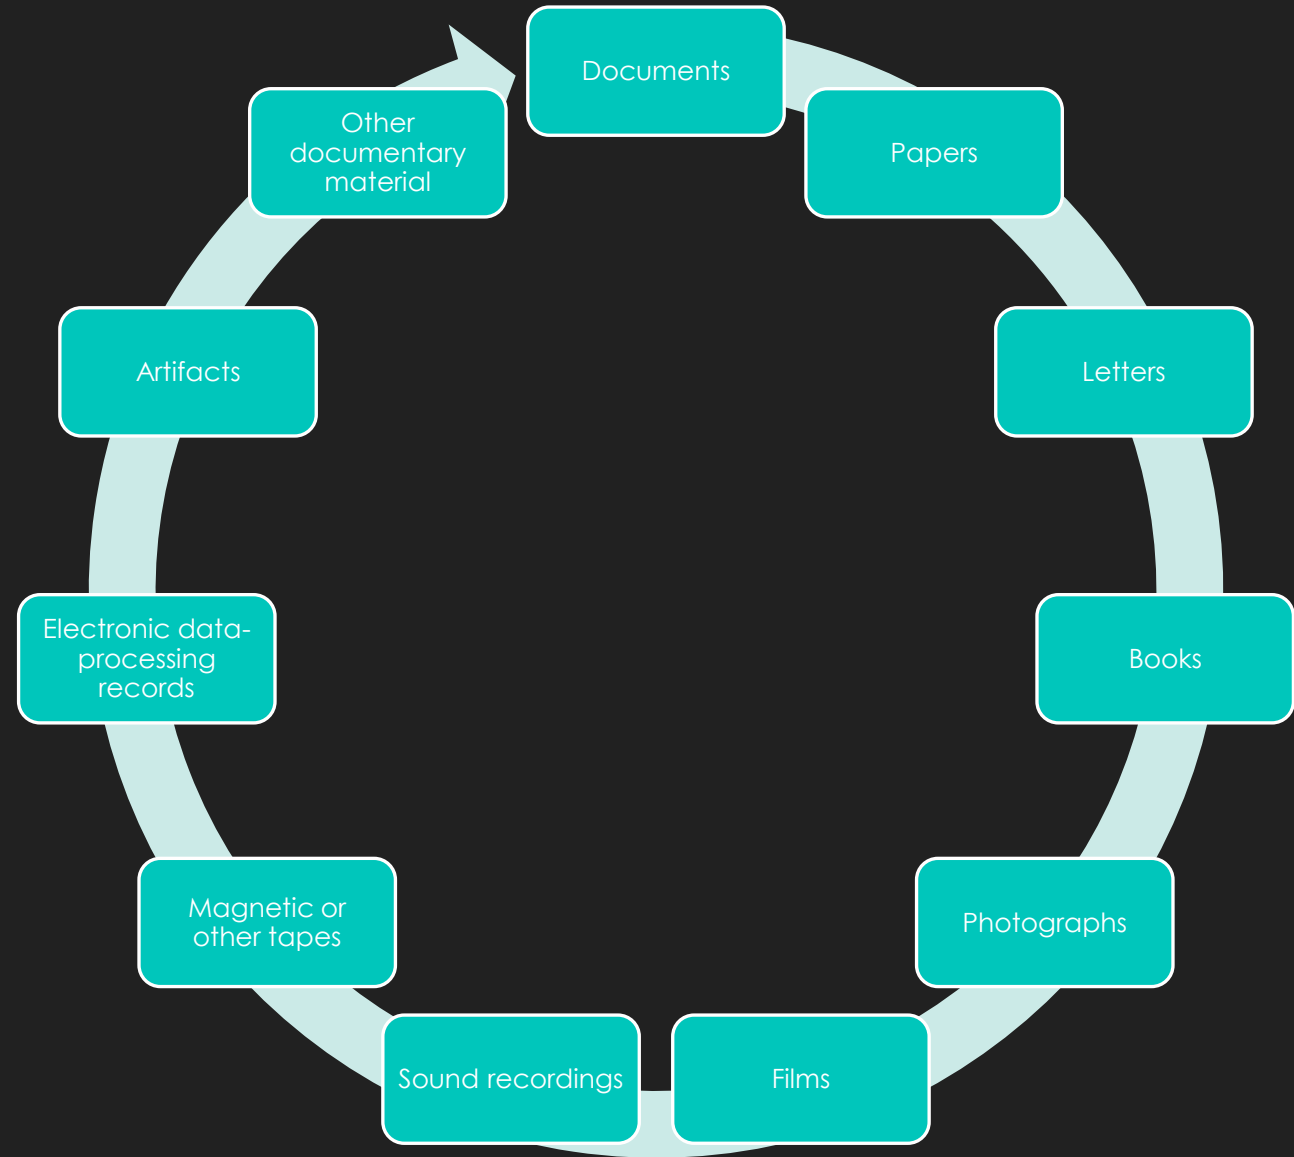 Documents
Papers
Letters
Books
Photographs
Films
Sound recordings
Magnetic or
other tapes
Electronic data-
processing
records
Artifacts
Other
documentary
material